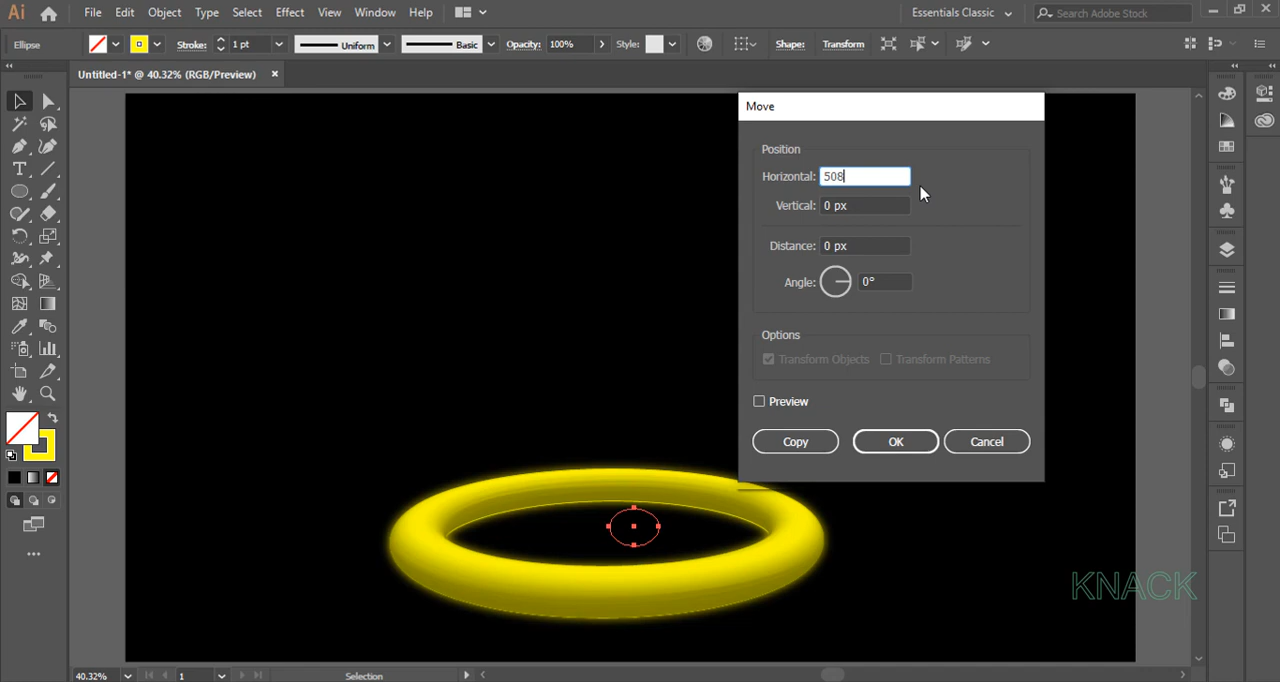 Ai File Edit Object Type Select Effect View Window Help Essentials Classic Search Adobe Stock
Ellipse Stroke: 1 pt Uniform Basic Opacity: 100% Style: Shape: Transform
Untitled-1* @ 40.32% (RGB/Preview)
Move
Position
Horizontal: 508
Vertical: 0 px
Distance: 0 px
Angle: 0°
Options
Transform Objects Transform Patterns
Preview
Copy OK Cancel
KNACK
40.32% 1 Selection